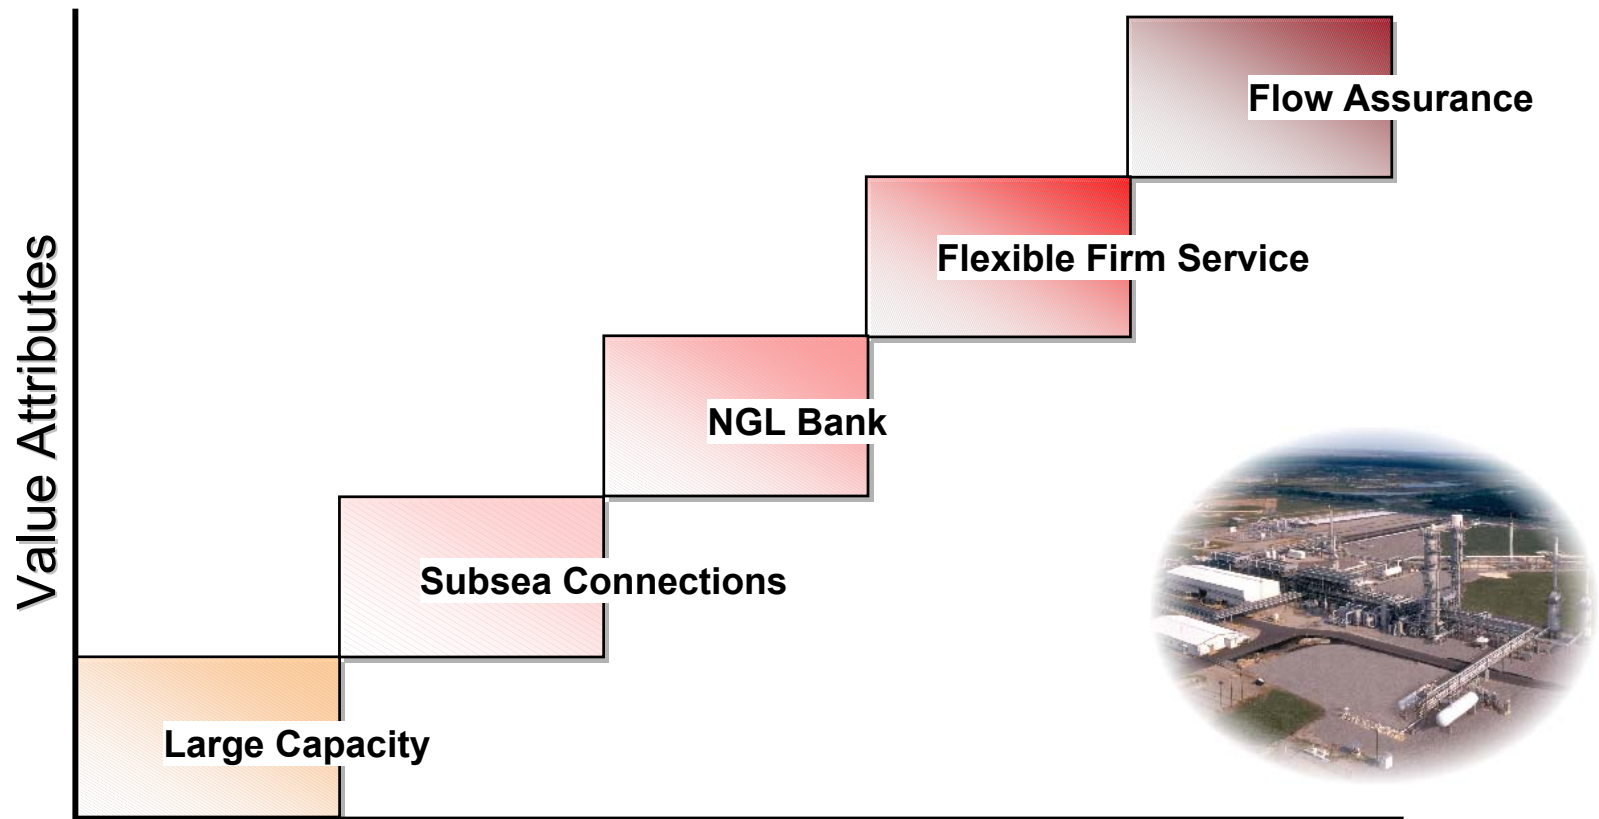 Flow Assurance
Flexible Firm Service
Value Attributes
NGL Bank
Subsea Connections
Large Capacity